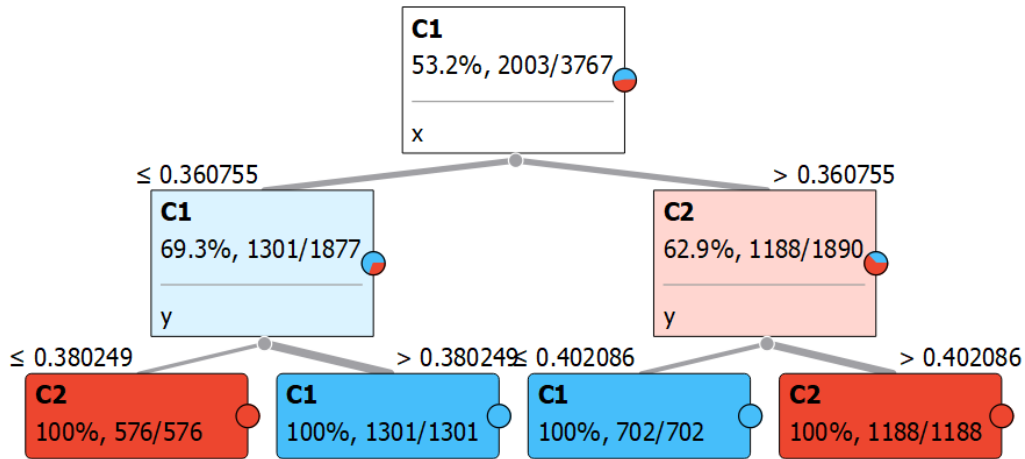 C1
53.2%, 2003/3767
x
≤ 0.360755
> 0.360755
C1
69.3%, 1301/1877
y
C2
62.9%, 1188/1890
y
≤ 0.380249
> 0.380249
≤ 0.402086
> 0.402086
C2
100%, 576/576
C1
100%, 1301/1301
C1
100%, 702/702
C2
100%, 1188/1188